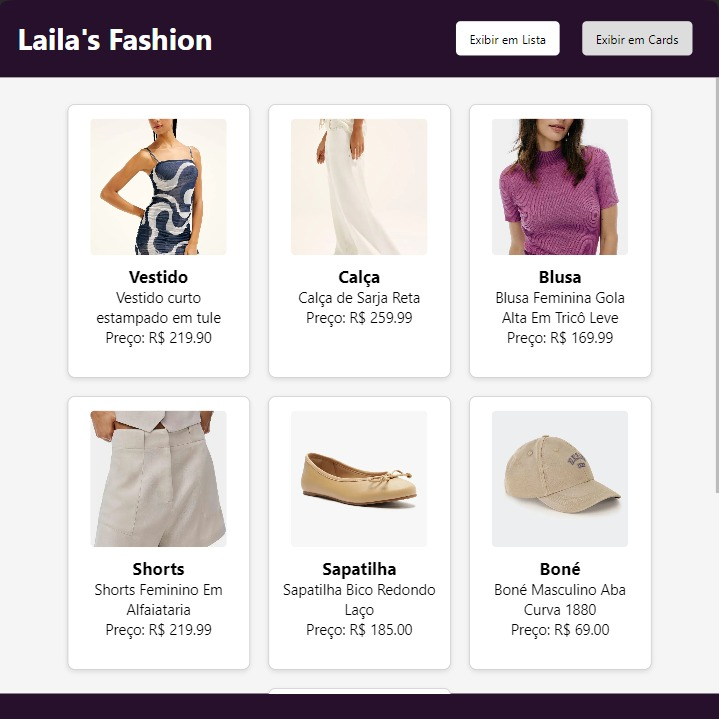 Laila's Fashion
Exibir em Lista
Exibir em Cards
Vestido
Vestido curto
estampado em tule
Preço: R$ 219.90
Calça
Calça de Sarja Reta
Preço: R$ 259.99
Blusa
Blusa Feminina Gola
Alta Em Tricô Leve
Preço: R$ 169.99
Shorts
Shorts Feminino Em
Alfaiataria
Preço: R$ 219.99
Sapatilha
Sapatilha Bico Redondo
Laço
Preço: R$ 185.00
Boné
Boné Masculino Aba
Curva 1880
Preço: R$ 69.00